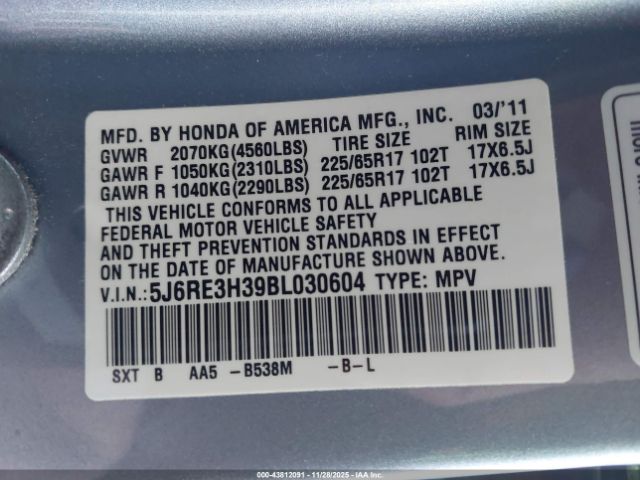 MFD. BY HONDA OF AMERICA MFG., INC. 03/'11
GVWR 2070KG(4560LBS) TIRE SIZE RIM SIZE
GAWR F 1050KG(2310LBS) 225/65R17 102T 17X6.5J
GAWR R 1040KG(2290LBS) 225/65R17 102T 17X6.5J
THIS VEHICLE CONFORMS TO ALL APPLICABLE
FEDERAL MOTOR VEHICLE SAFETY
AND THEFT PREVENTION STANDARDS IN EFFECT
ON THE DATE OF MANUFACTURE SHOWN ABOVE.
V.I.N.: 5J6RE3H39BL030604 TYPE: MPV
SXT B AA5 -B538M -B-L
000-43812091 - 11/28/2025 - IAA Inc.